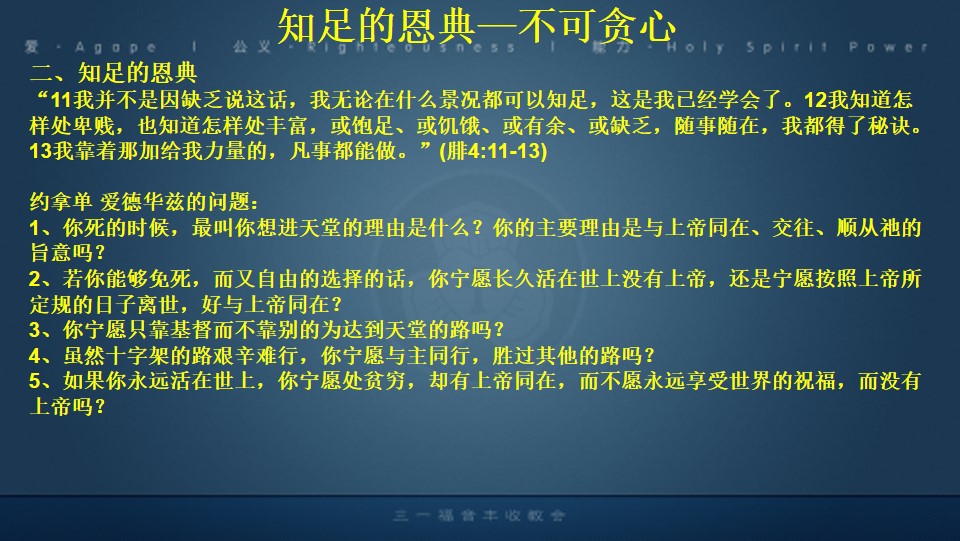 知足的恩典—不可贪心
爱 · Agape | 公义 · Righteousness | 能力 · Holy Spirit Power
二、知足的恩典
“11我并不是因缺乏说这话，我无论在什么景况都可以知足，这是我已经学会了。12我知道怎
样处卑贱，也知道怎样处丰富，或饱足、或饥饿、或有余、或缺乏，随事随在，我都得了秘诀。
13我靠着那加给我力量的，凡事都能做。”(腓4:11-13)
约拿单 爱德华兹的问题：
1、你死的时候，最叫你想进天堂的理由是什么？你的主要理由是与上帝同在、交往、顺从祂的
旨意吗？
2、若你能够免死，而又自由的选择的话，你宁愿长久活在世上没有上帝，还是宁愿按照上帝所
定规的日子离世，好与上帝同在？
3、你宁愿只靠基督而不靠别的为达到天堂的路吗？
4、虽然十字架的路艰辛难行，你宁愿与主同行，胜过其他的路吗？
5、如果你永远活在世上，你宁愿处贫穷，却有上帝同在，而不愿永远享受世界的祝福，而没有
上帝吗？
三一福音丰收教会